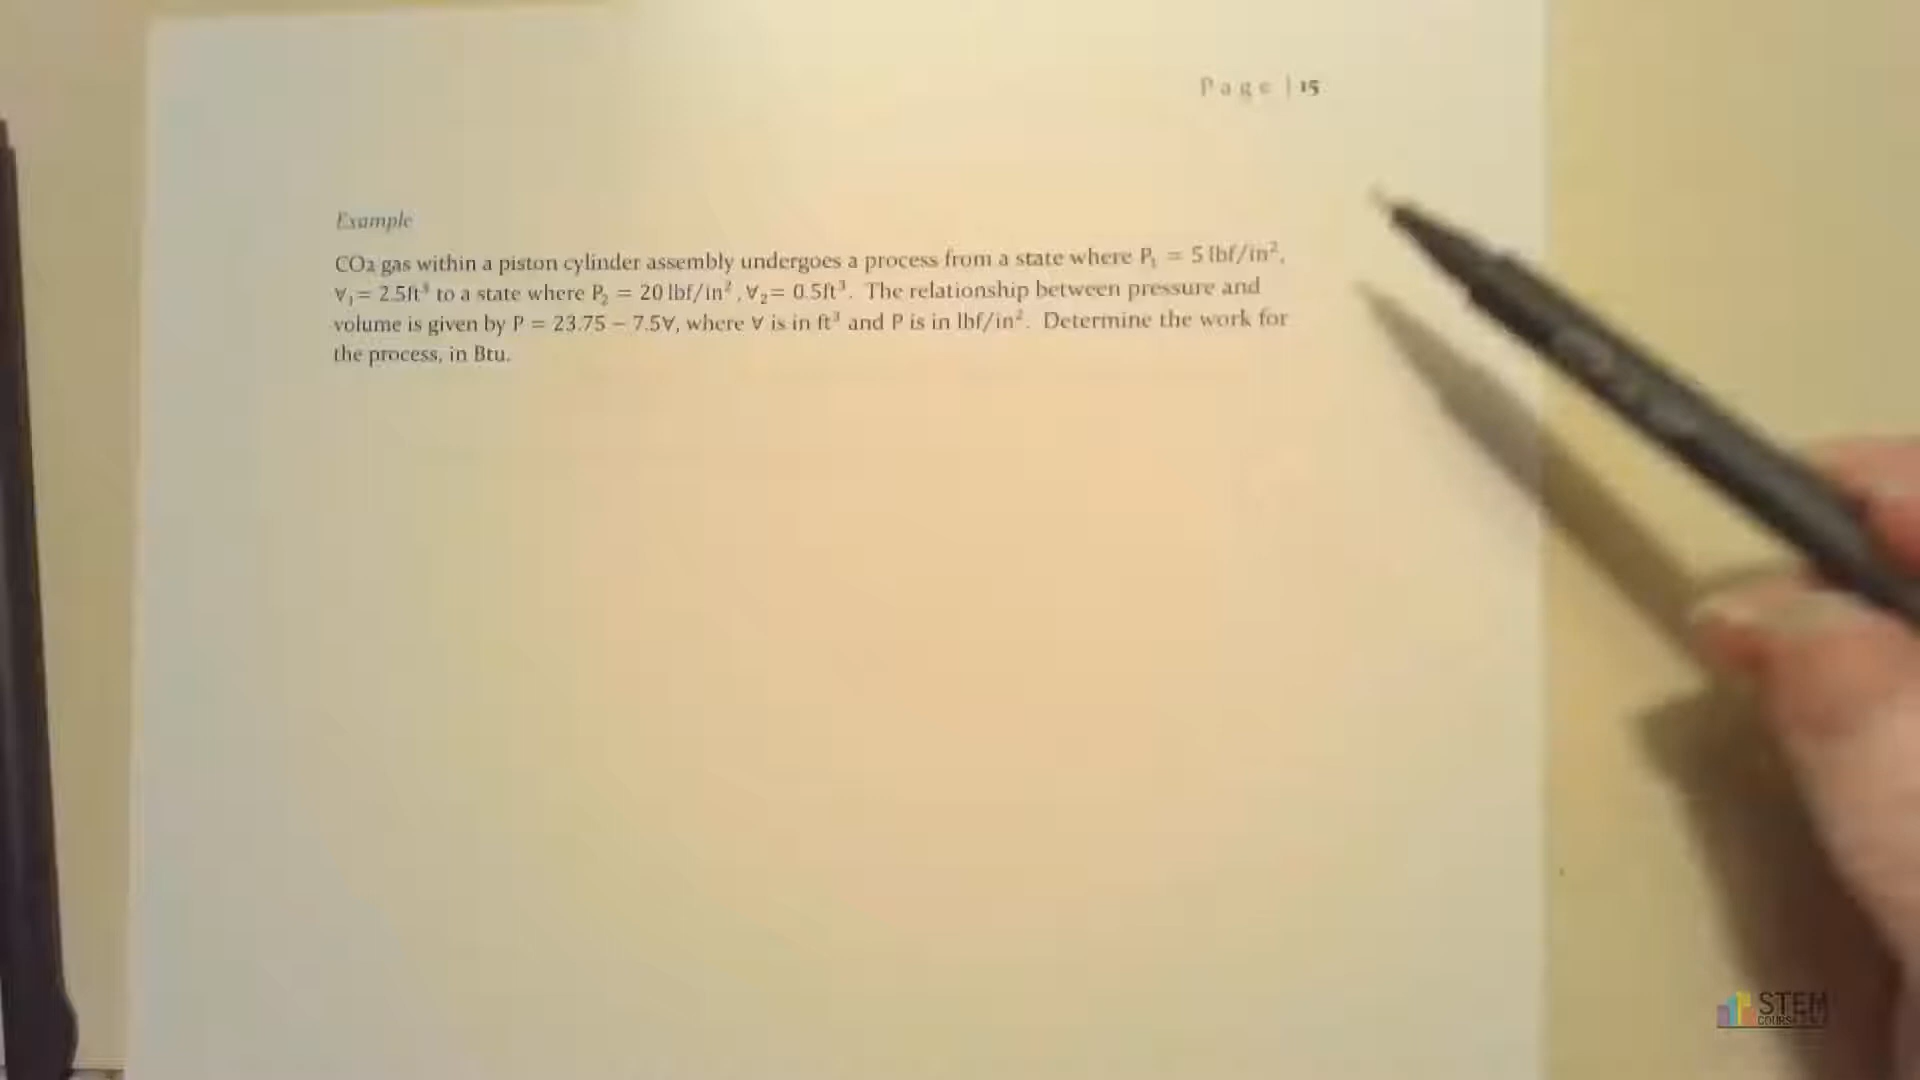 Page | 15
Example
CO2 gas within a piston cylinder assembly undergoes a process from a state where P₁ = 5 lbf/in²,
∀₁= 2.5ft³ to a state where P₂ = 20 lbf/in², ∀₂= 0.5ft³. The relationship between pressure and
volume is given by P = 23.75 − 7.5∀, where ∀ is in ft³ and P is in lbf/in². Determine the work for
the process, in Btu.
STEM